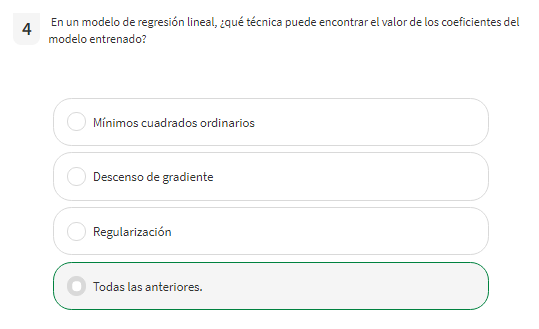 4
En un modelo de regresión lineal, ¿qué técnica puede encontrar el valor de los coeficientes del
modelo entrenado?
Mínimos cuadrados ordinarios
Descenso de gradiente
Regularización
Todas las anteriores.